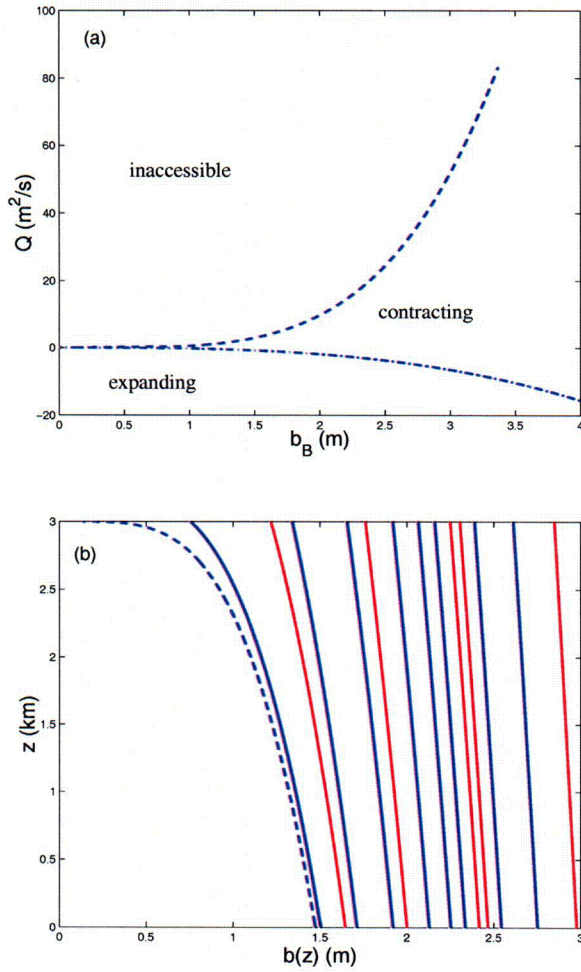 100
(a)
80
60
inaccessible
40
Q (m²/s)
20
contracting
0
expanding
-20
0 0.5 1 1.5 2 2.5 3 3.5 4
b_B (m)
3
(b)
2.5
2
z (km)
1.5
1
0.5
0
0 0.5 1 1.5 2 2.5 3
b(z) (m)